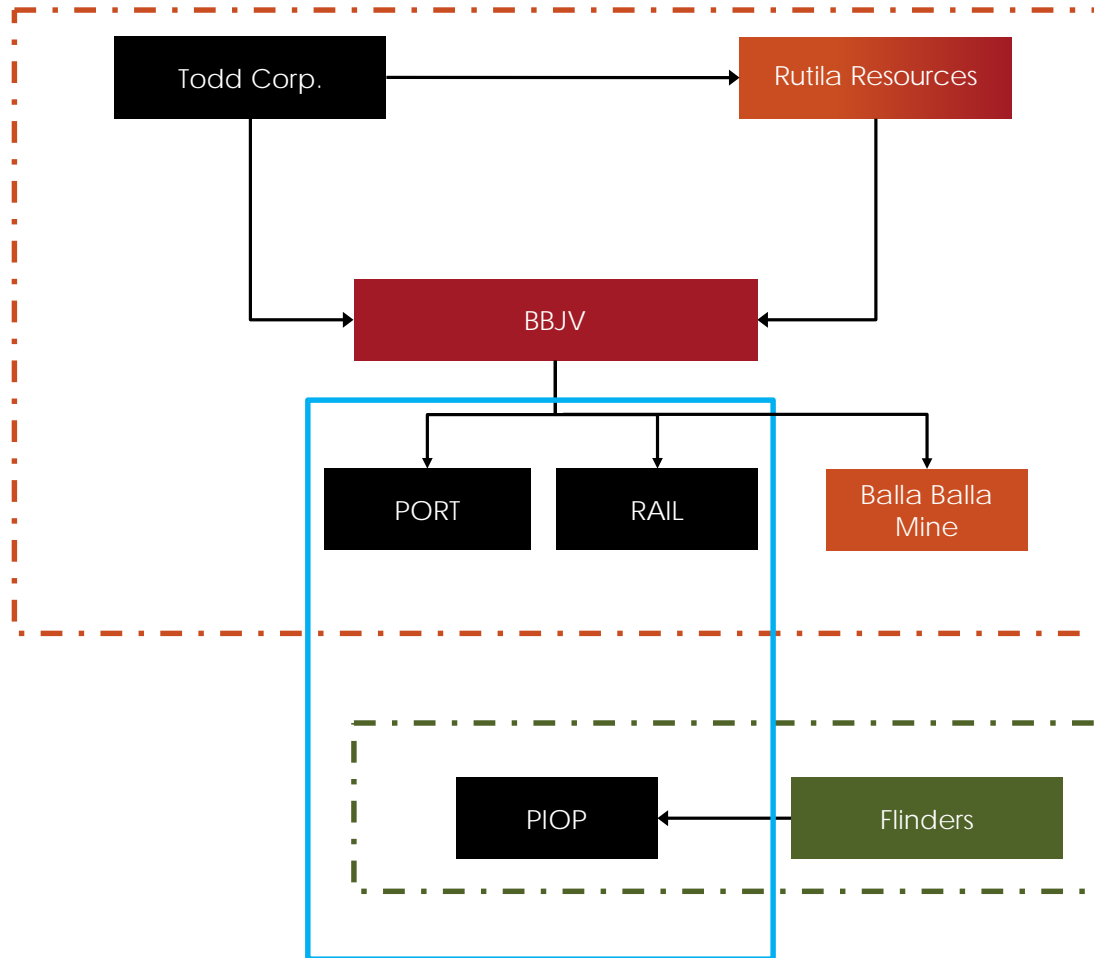 Todd Corp.
Rutila Resources
BBJV
PORT
RAIL
Balla Balla
Mine
PIOP
Flinders